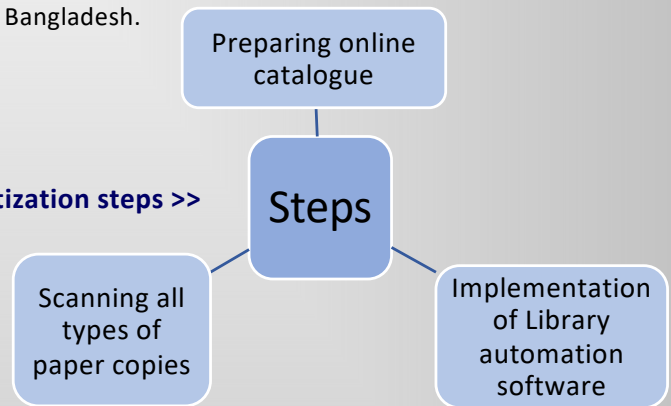 Bangladesh.
Preparing online
catalogue
tization steps >>
Steps
Scanning all
types of
paper copies
Implementation
of Library
automation
software